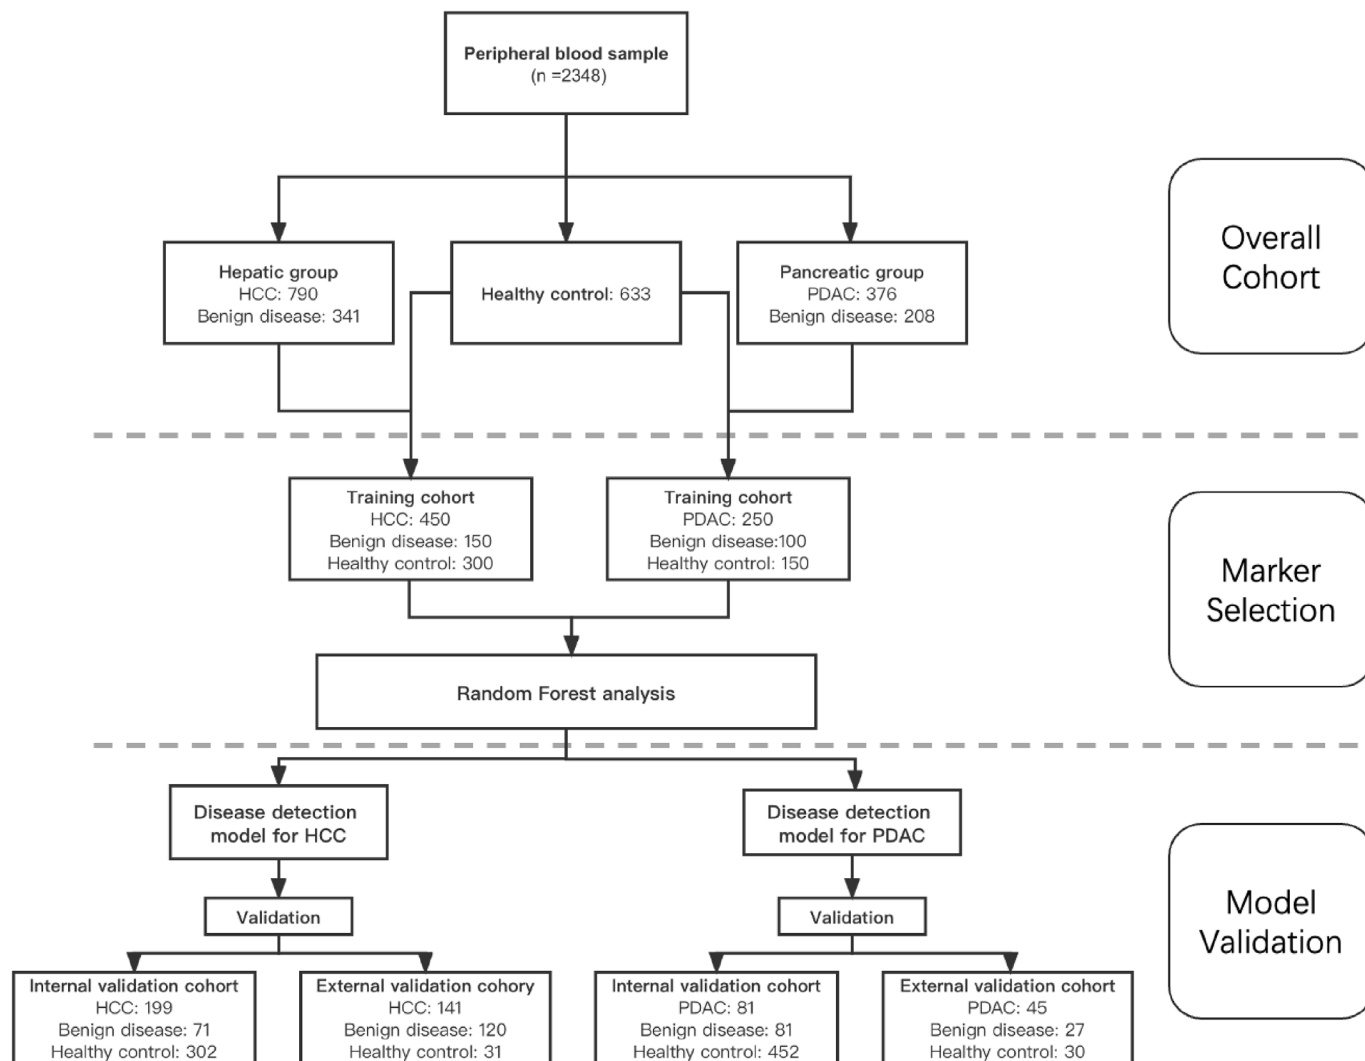 Peripheral blood sample
(n =2348)
Hepatic group
HCC: 790
Benign disease: 341
Healthy control: 633
Pancreatic group
PDAC: 376
Benign disease: 208
Overall
Cohort
Training cohort
HCC: 450
Benign disease: 150
Healthy control: 300
Training cohort
PDAC: 250
Benign disease:100
Healthy control: 150
Marker
Selection
Random Forest analysis
Disease detection
model for HCC
Disease detection
model for PDAC
Validation
Validation
Model
Validation
Internal validation cohort
HCC: 199
Benign disease: 71
Healthy control: 302
External validation cohory
HCC: 141
Benign disease: 120
Healthy control: 31
Internal validation cohort
PDAC: 81
Benign disease: 81
Healthy control: 452
External validation cohort
PDAC: 45
Benign disease: 27
Healthy control: 30